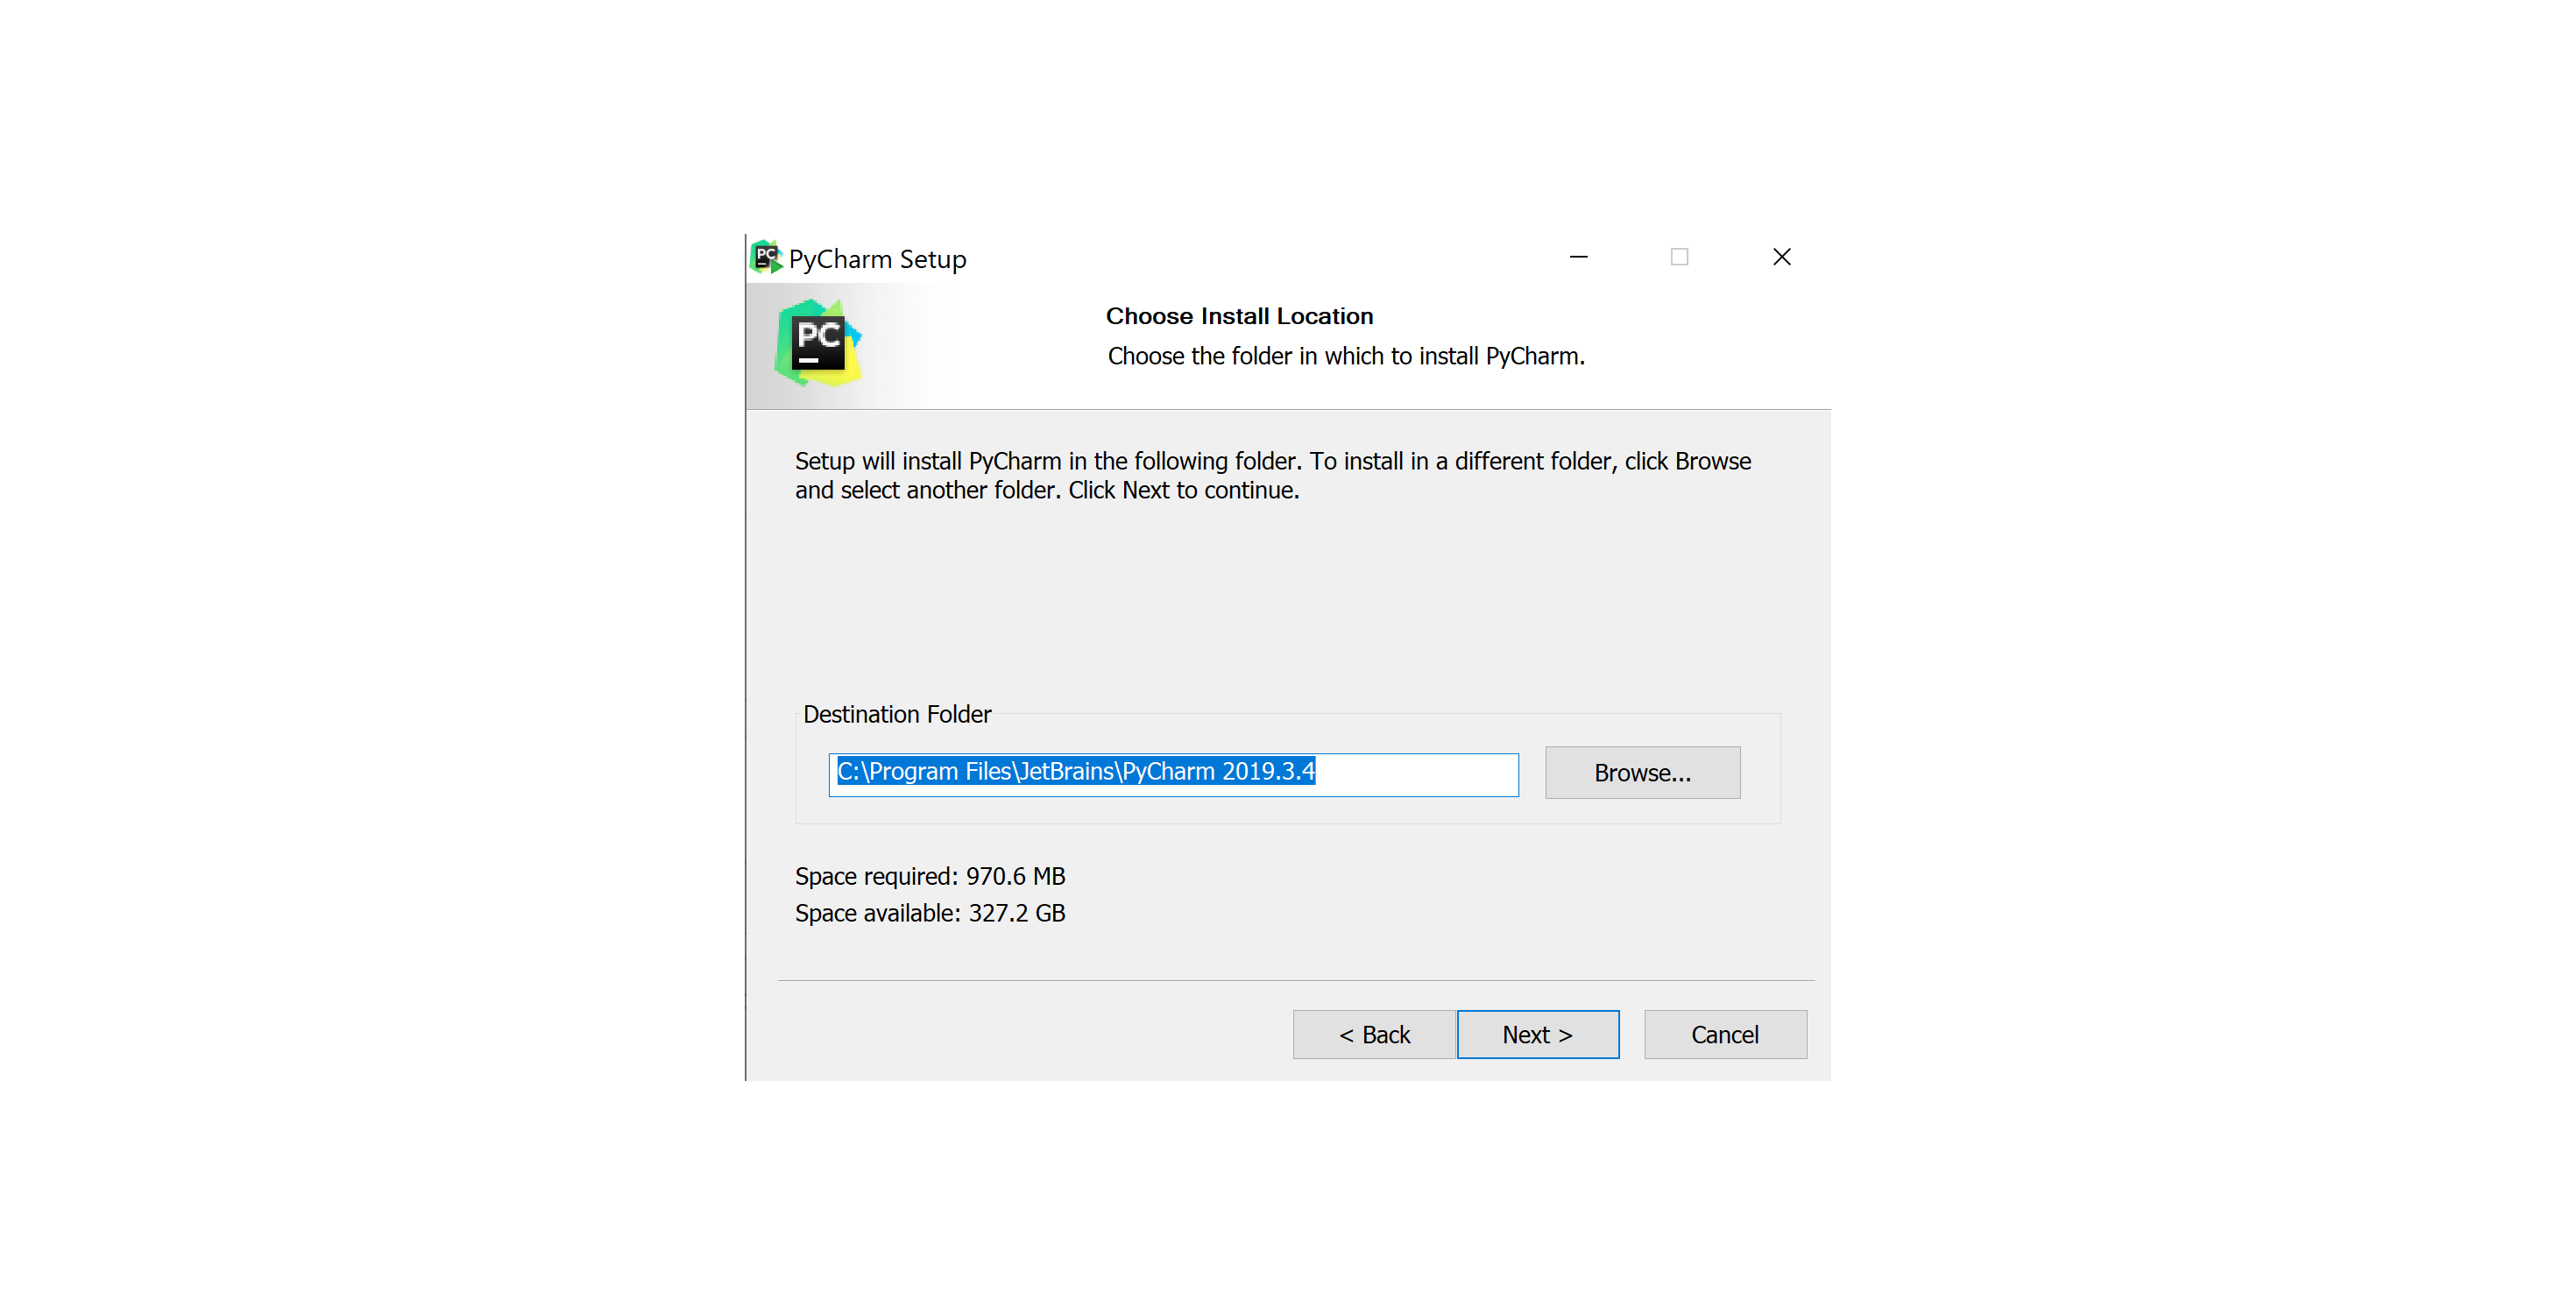 PC PyCharm Setup
PC
Choose Install Location
Choose the folder in which to install PyCharm.
Setup will install PyCharm in the following folder. To install in a different folder, click Browse
and select another folder. Click Next to continue.
Destination Folder
C:\Program Files\JetBrains\PyCharm 2019.3.4
Browse...
Space required: 970.6 MB
Space available: 327.2 GB
< Back Next > Cancel